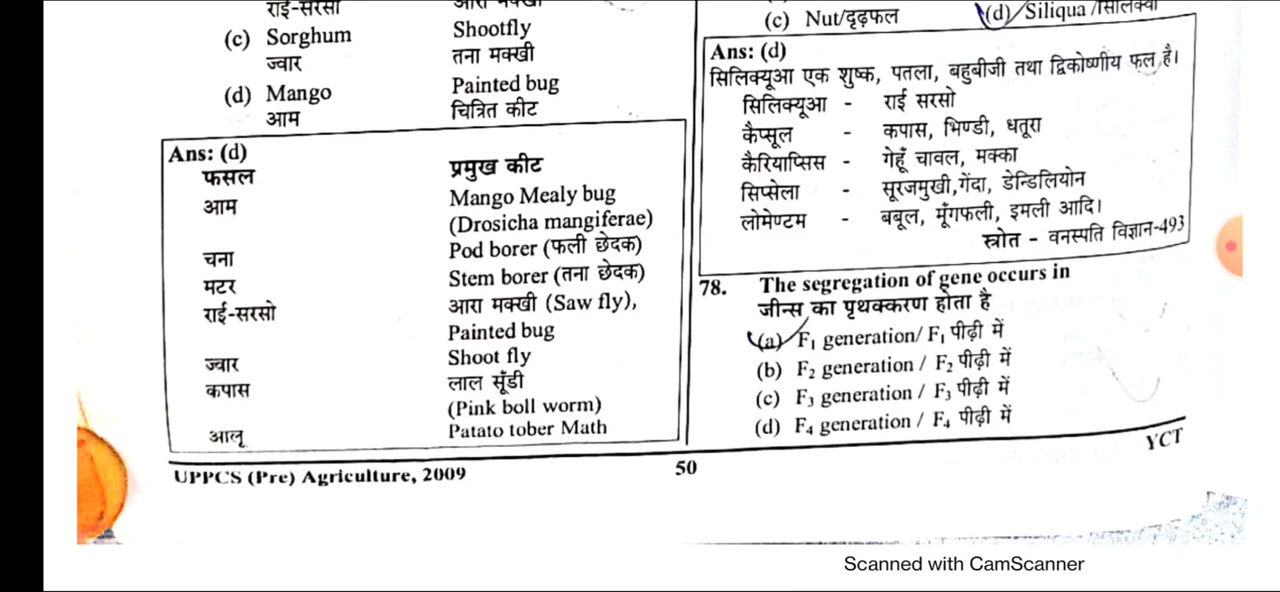 राई-सरसों
(c) Sorghum Shootfly
ज्वार तना मक्खी
(d) Mango Painted bug
आम चित्रित कीट
Ans: (d)
फसल प्रमुख कीट
आम Mango Mealy bug
(Drosicha mangiferae)
चना Pod borer (फली छेदक)
मटर Stem borer (तना छेदक)
राई-सरसो आरा मक्खी (Saw fly),
Painted bug
ज्वार Shoot fly
कपास लाल सूँडी
(Pink boll worm)
आलू Patato tober Math
(c) Nut/दृढ़फल (d) Siliqua /सिलिक्वा
Ans: (d)
सिलिक्यूआ एक शुष्क, पतला, बहुबीजी तथा द्विकोष्णीय फल है।
सिलिक्यूआ - राई सरसो
कैप्सूल - कपास, भिण्डी, धतूरा
कैरियाप्सिस - गेहूँ चावल, मक्का
सिप्सेला - सूरजमुखी,गेंदा, डेन्डिलियोन
लोमेण्टम - बबूल, मूँगफली, इमली आदि।
स्त्रोत - वनस्पति विज्ञान-493
78. The segregation of gene occurs in
जीन्स का पृथक्करण होता है
(a) F₁ generation/ F₁ पीढ़ी में
(b) F₂ generation / F₂ पीढ़ी में
(c) F₃ generation / F₃ पीढ़ी में
(d) F₄ generation / F₄ पीढ़ी में
UPPCS (Pre) Agriculture, 2009 50 YCT
Scanned with CamScanner